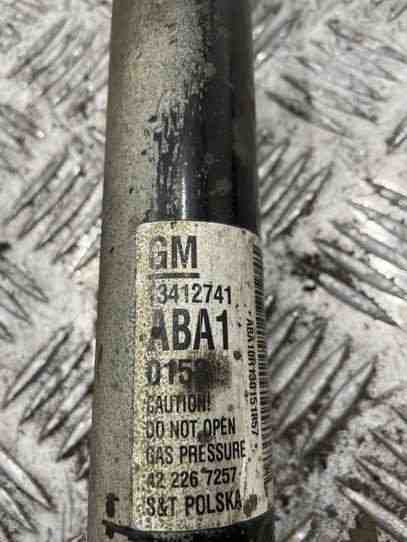 GM
13412741
ABA1
CAUTION!
DO NOT OPEN
GAS PRESSURE
42 226 7257
S&T POLSKA